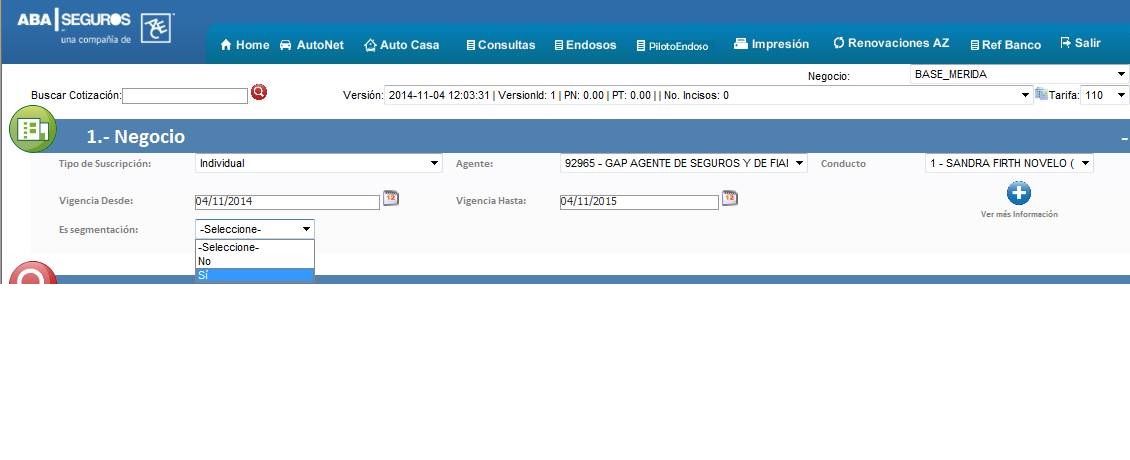 ABA SEGUROS
una compañía de ACE
Home AutoNet Auto Casa Consultas Endosos PilotoEndoso Impresión Renovaciones AZ Ref Banco Salir
Negocio: BASE_MERIDA
Buscar Cotización: Versión: 2014-11-04 12:03:31 | VersionId: 1 | PN: 0.00 | PT: 0.00 | | No. Incisos: 0 Tarifa: 110
1.- Negocio -
Tipo de Suscripción: Individual Agente: 92965 - GAP AGENTE DE SEGUROS Y DE FIAI Conducto 1 - SANDRA FIRTH NOVELO (
Vigencia Desde: 04/11/2014 12 Vigencia Hasta: 04/11/2015 12
Ver más Información
Es segmentación: -Seleccione-
-Seleccione-
No
Sí